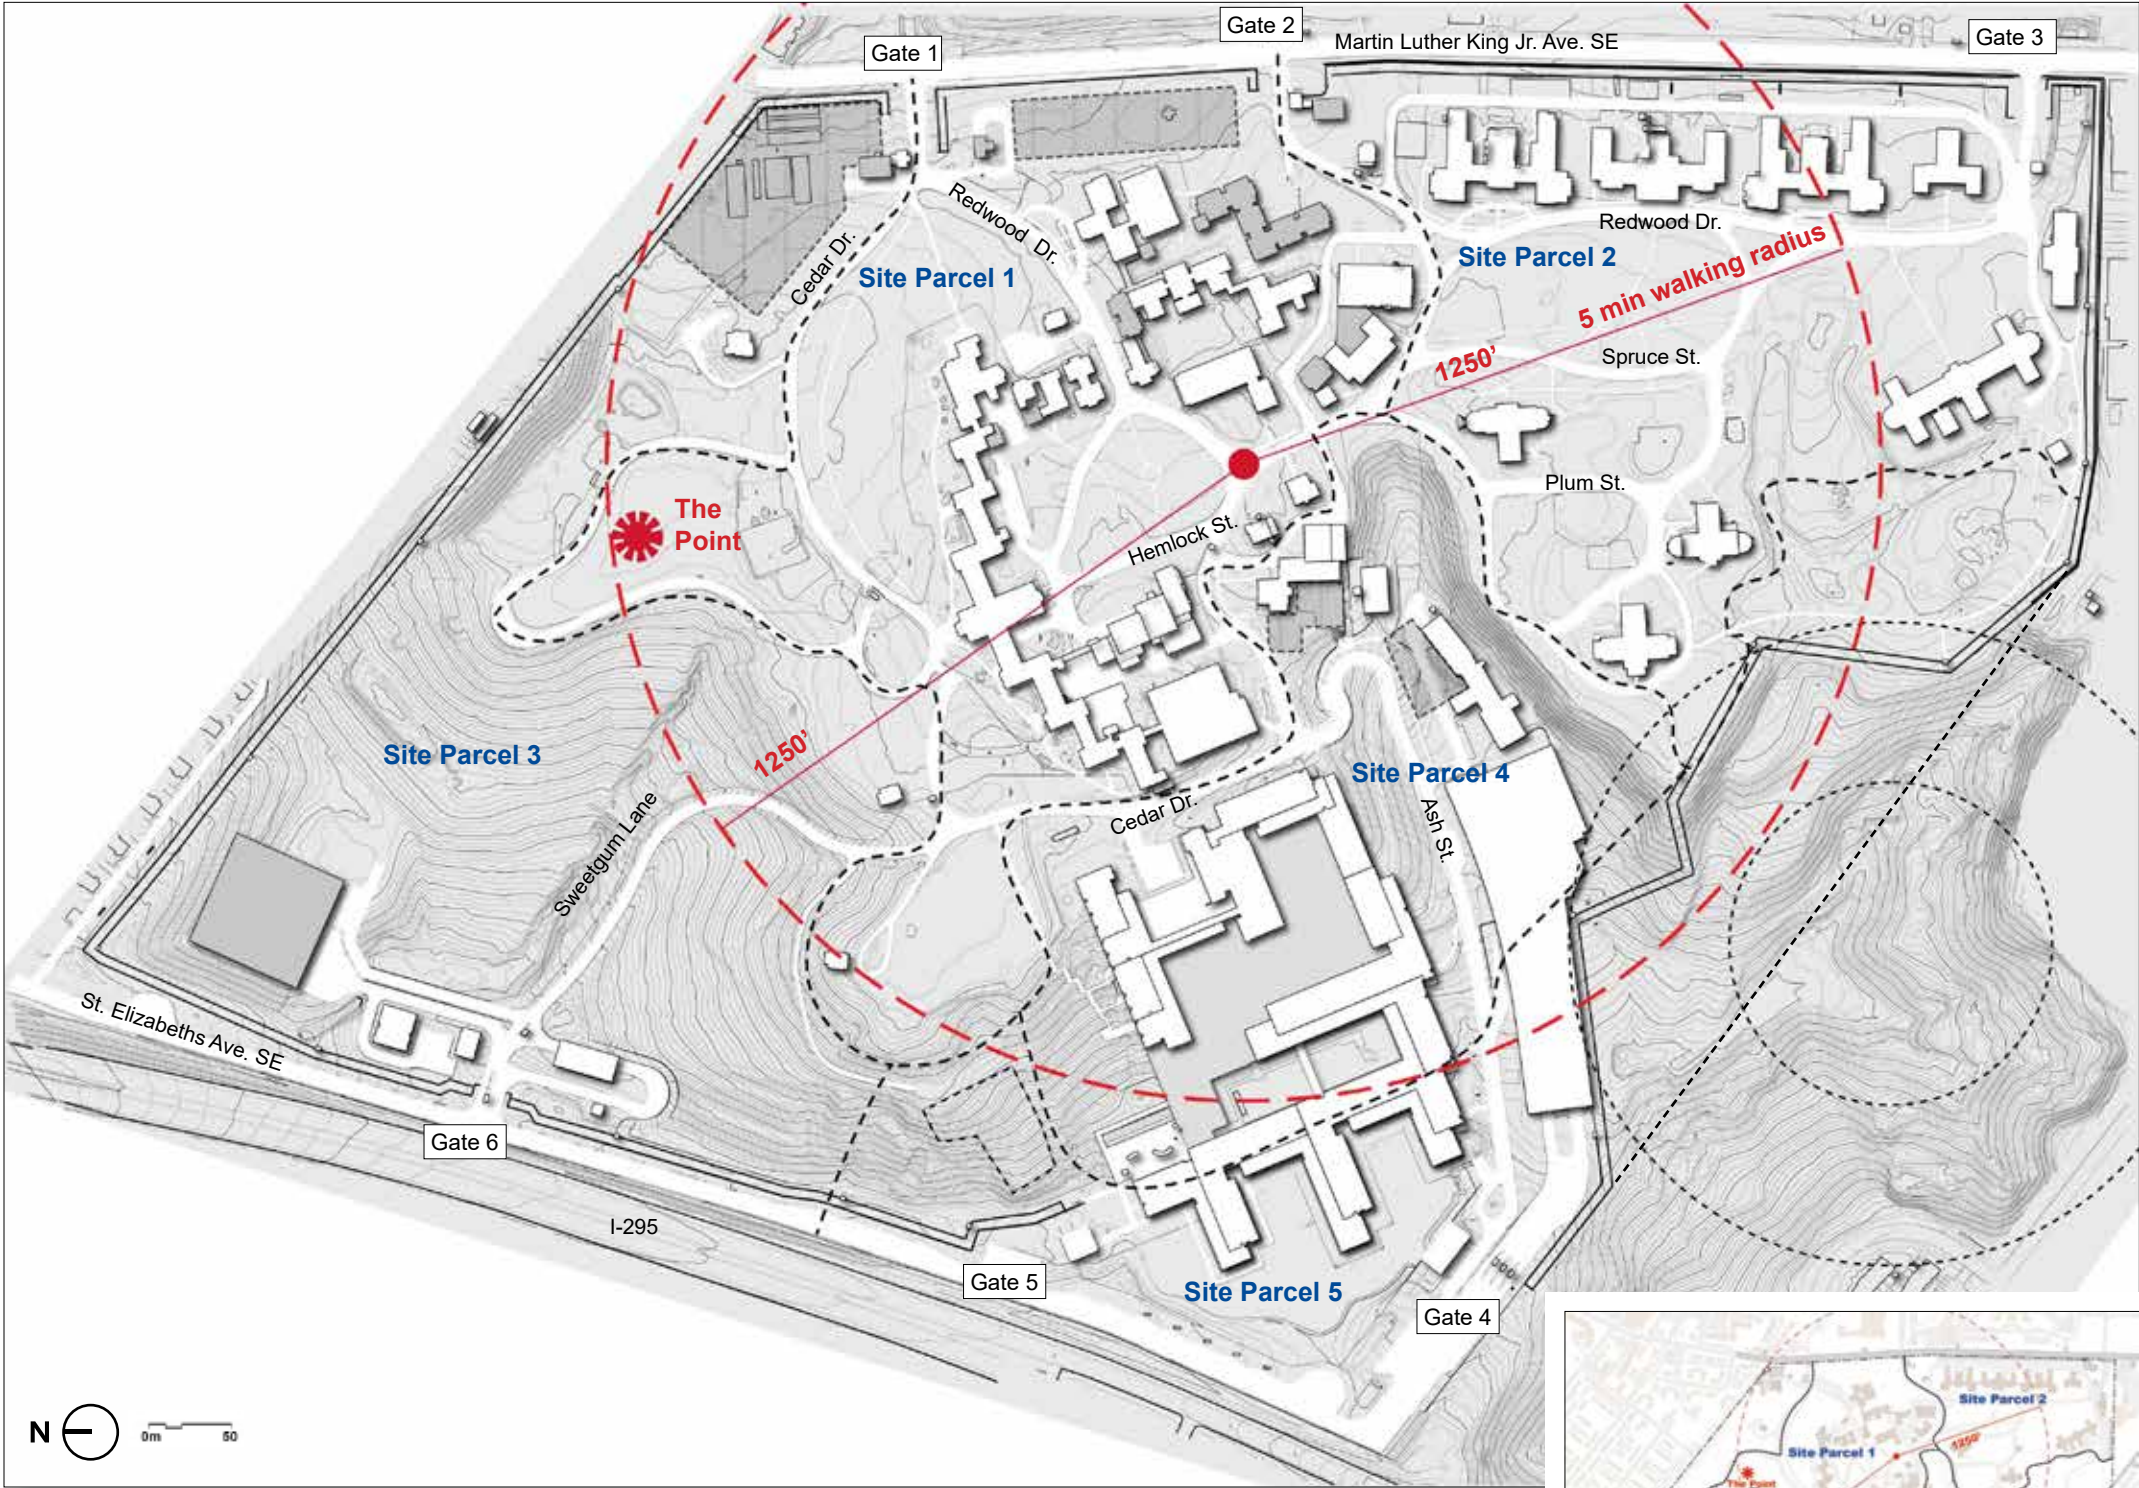 Gate 1
Gate 2
Martin Luther King Jr. Ave. SE
Gate 3
Redwood Dr.
Redwood Dr.
Cedar Dr.
Site Parcel 1
Site Parcel 2
5 min walking radius
1250’
Spruce St.
Plum St.
The
Point
Hemlock St.
Site Parcel 3
1250’
Site Parcel 4
Sweetgum Lane
Cedar Dr.
Ash St.
St. Elizabeths Ave. SE
Gate 6
I-295
Gate 5
Site Parcel 5
Gate 4
N
0m 50
Site Parcel 2
Site Parcel 1
1250'
The Point